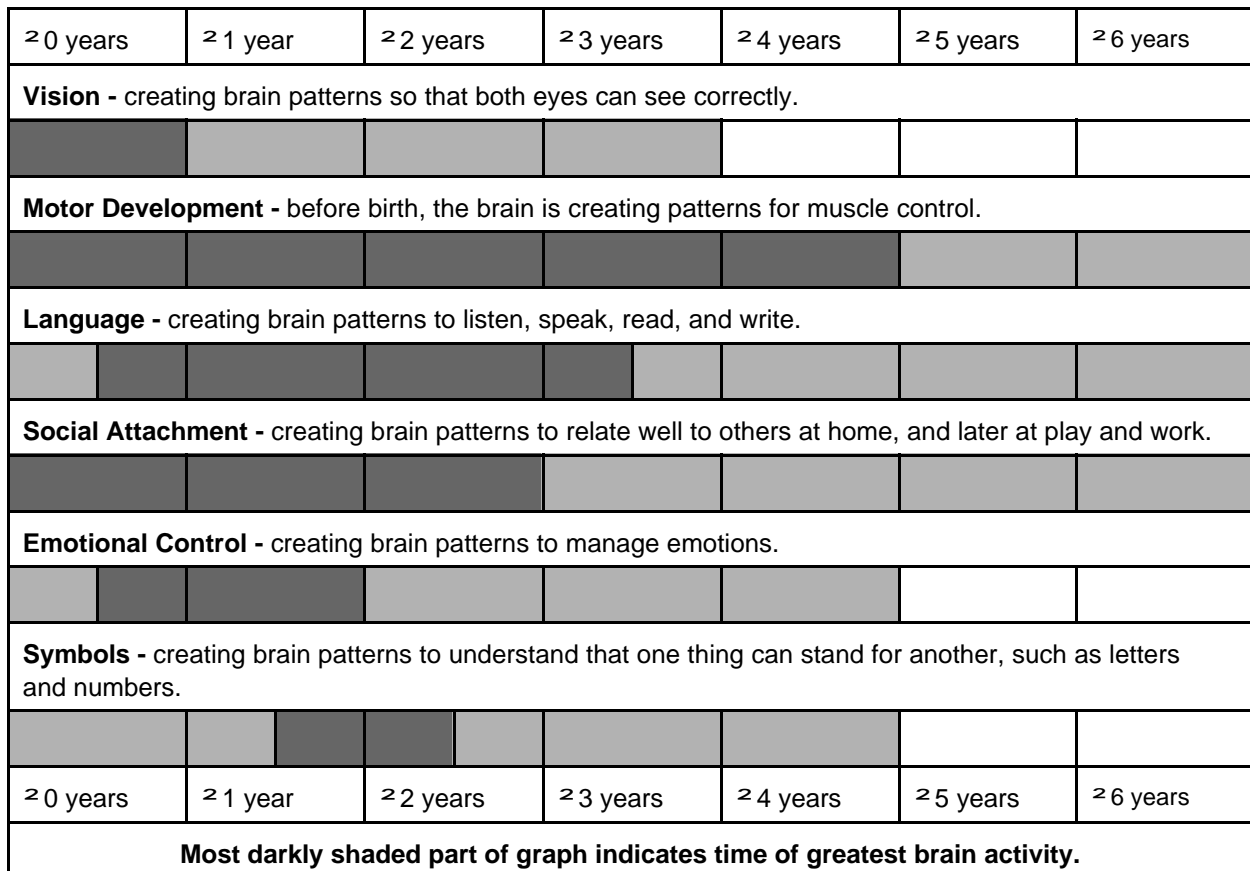 ²0 years ²1 year ²2 years ²3 years ²4 years ²5 years ²6 years
Vision - creating brain patterns so that both eyes can see correctly.
Motor Development - before birth, the brain is creating patterns for muscle control.
Language - creating brain patterns to listen, speak, read, and write.
Social Attachment - creating brain patterns to relate well to others at home, and later at play and work.
Emotional Control - creating brain patterns to manage emotions.
Symbols - creating brain patterns to understand that one thing can stand for another, such as letters
and numbers.
²0 years ²1 year ²2 years ²3 years ²4 years ²5 years ²6 years
Most darkly shaded part of graph indicates time of greatest brain activity.